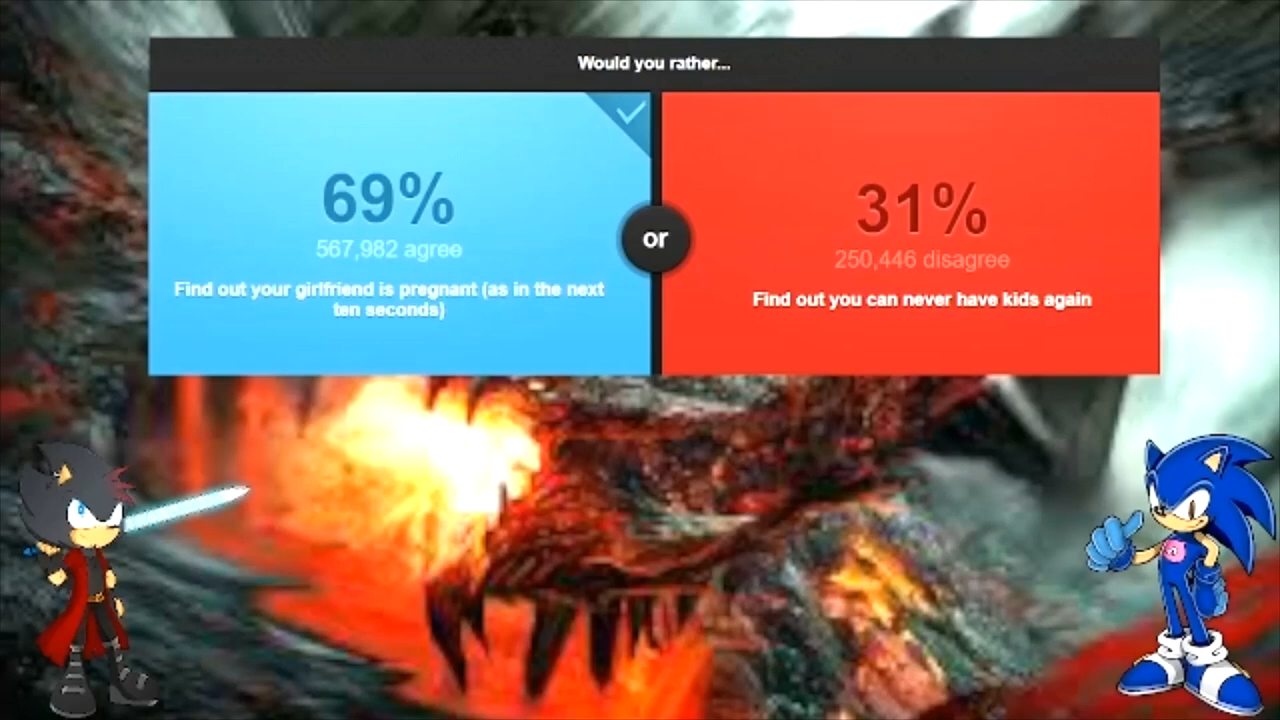 Would you rather...
69%
567,982 agree
Find out your girlfriend is pregnant (as in the next
ten seconds)
or
31%
250,446 disagree
Find out you can never have kids again